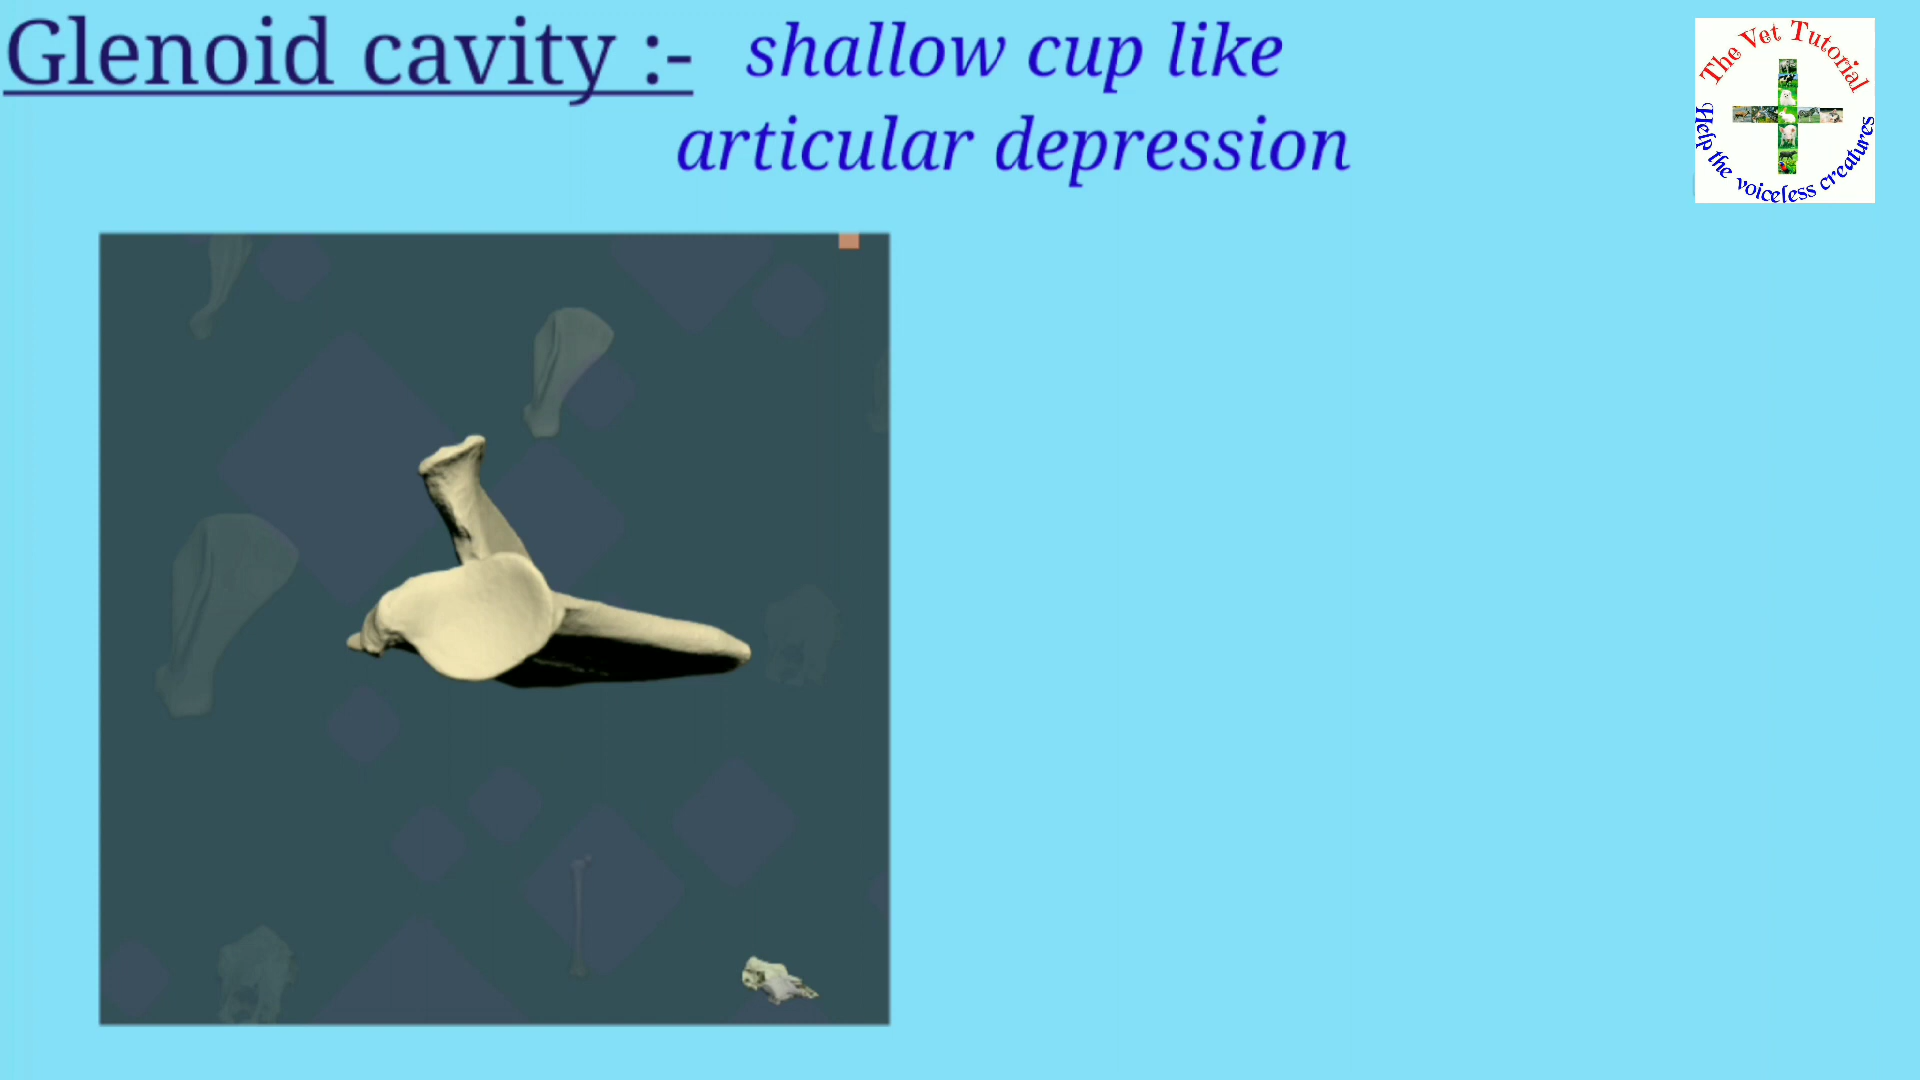 Glenoid cavity :- shallow cup like
articular depression
The Vet Tutorial
Help the voiceless creatures